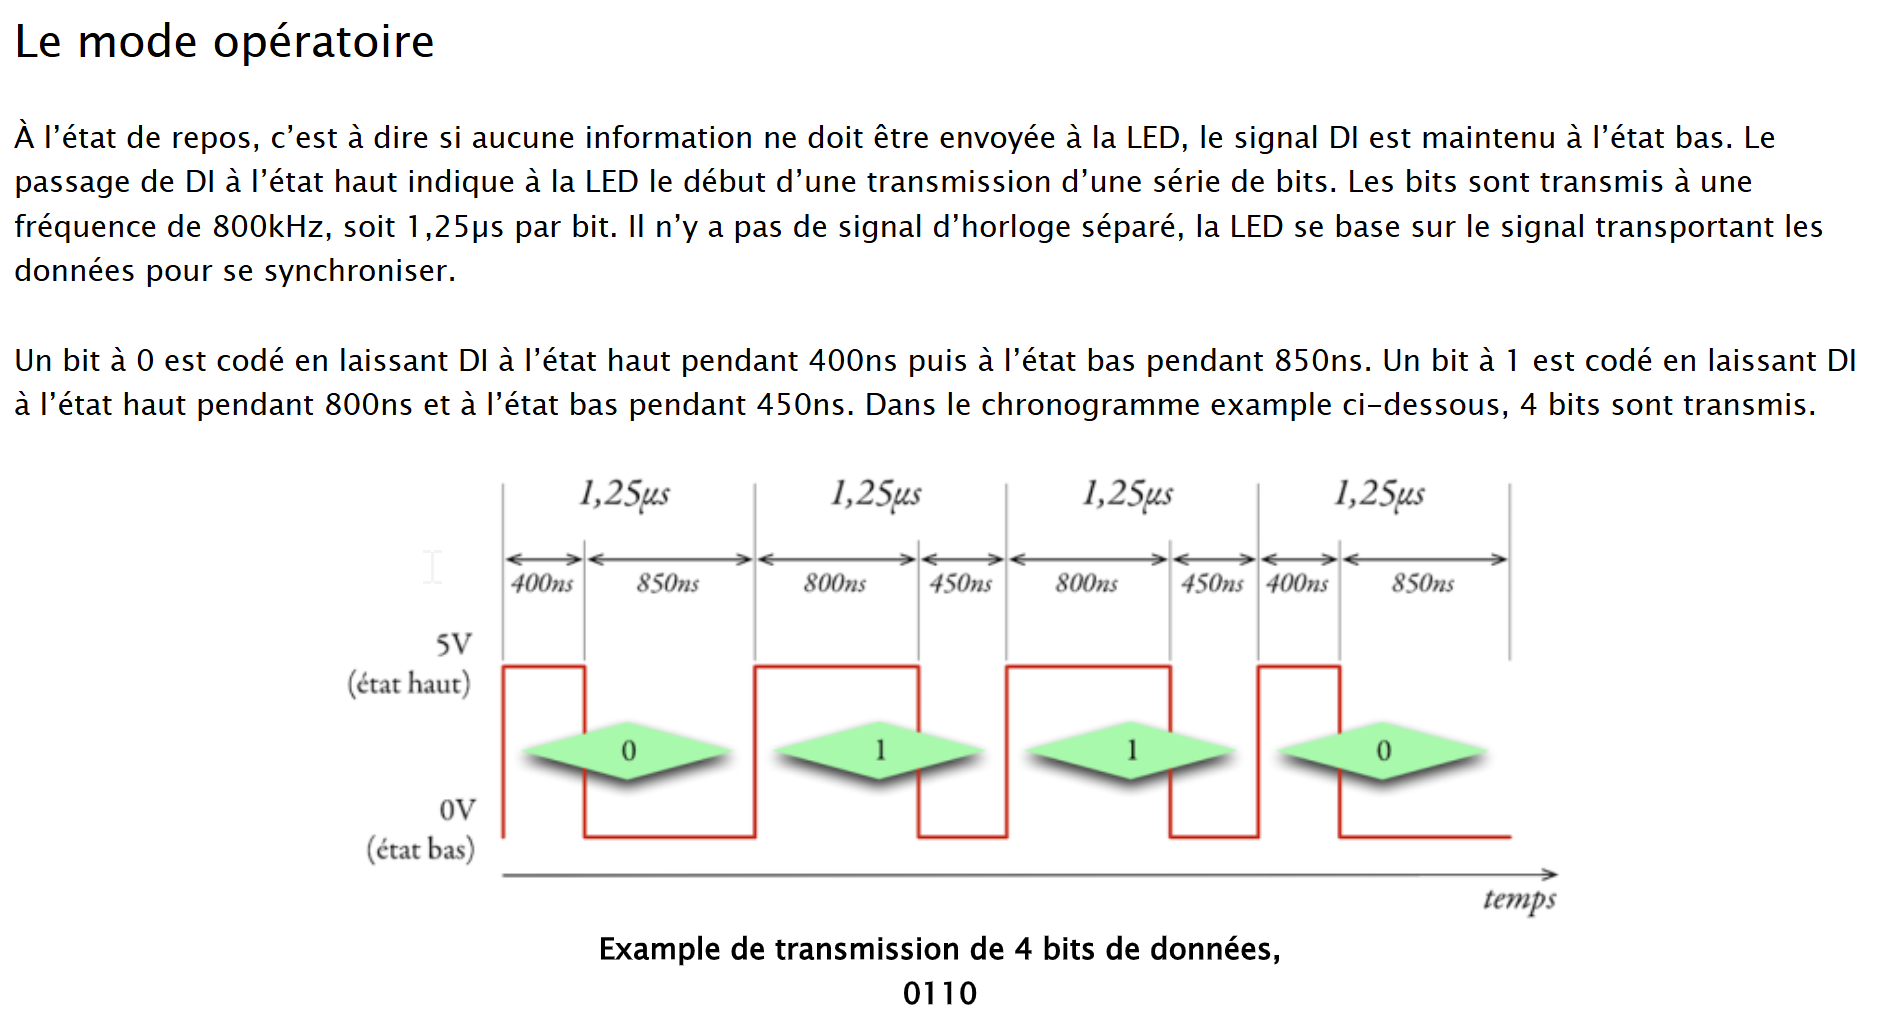 Le mode opératoire
À l’état de repos, c’est à dire si aucune information ne doit être envoyée à la LED, le signal DI est maintenu à l’état bas. Le
passage de DI à l’état haut indique à la LED le début d’une transmission d’une série de bits. Les bits sont transmis à une
fréquence de 800kHz, soit 1,25µs par bit. Il n’y a pas de signal d’horloge séparé, la LED se base sur le signal transportant les
données pour se synchroniser.
Un bit à 0 est codé en laissant DI à l’état haut pendant 400ns puis à l’état bas pendant 850ns. Un bit à 1 est codé en laissant DI
à l’état haut pendant 800ns et à l’état bas pendant 450ns. Dans le chronogramme example ci-dessous, 4 bits sont transmis.
1,25µs 1,25µs 1,25µs 1,25µs
400ns 850ns 800ns 450ns 800ns 450ns 400ns 850ns
5V
(état haut)
0 1 1 0
0V
(état bas)
temps
Example de transmission de 4 bits de données,
0110